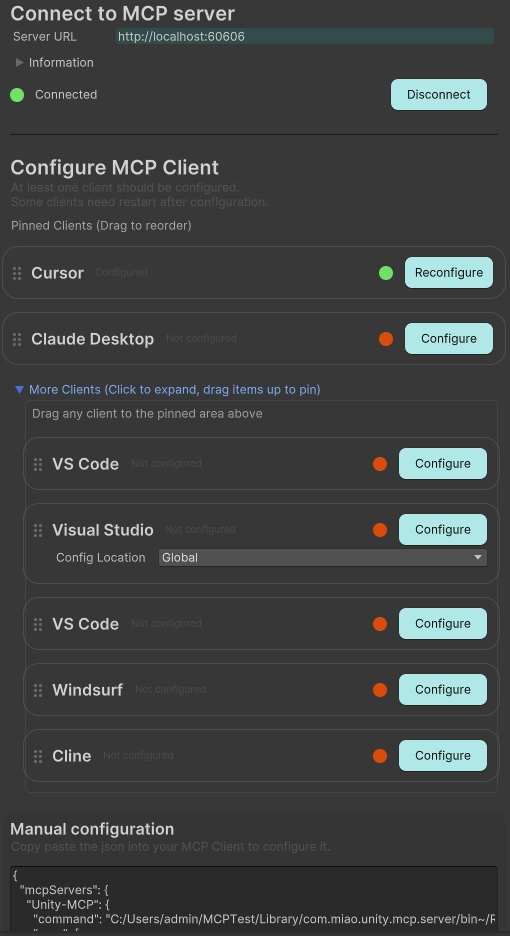 Connect to MCP server
Server URL http://localhost:60606
Information
Connected Disconnect
Configure MCP Client
At least one client should be configured.
Some clients need restart after configuration.
Pinned Clients (Drag to reorder)
Cursor Configured Reconfigure
Claude Desktop Not configured Configure
More Clients (Click to expand, drag items up to pin)
Drag any client to the pinned area above
VS Code Not configured Configure
Visual Studio Not configured Configure
Config Location Global
VS Code Not configured Configure
Windsurf Not configured Configure
Cline Not configured Configure
Manual configuration
Copy paste the json into your MCP Client to configure it.
{
"mcpServers": {
"Unity-MCP": {
"command": "C:/Users/admin/MCPTest/Library/com.miao.unity.mcp.server/bin~/